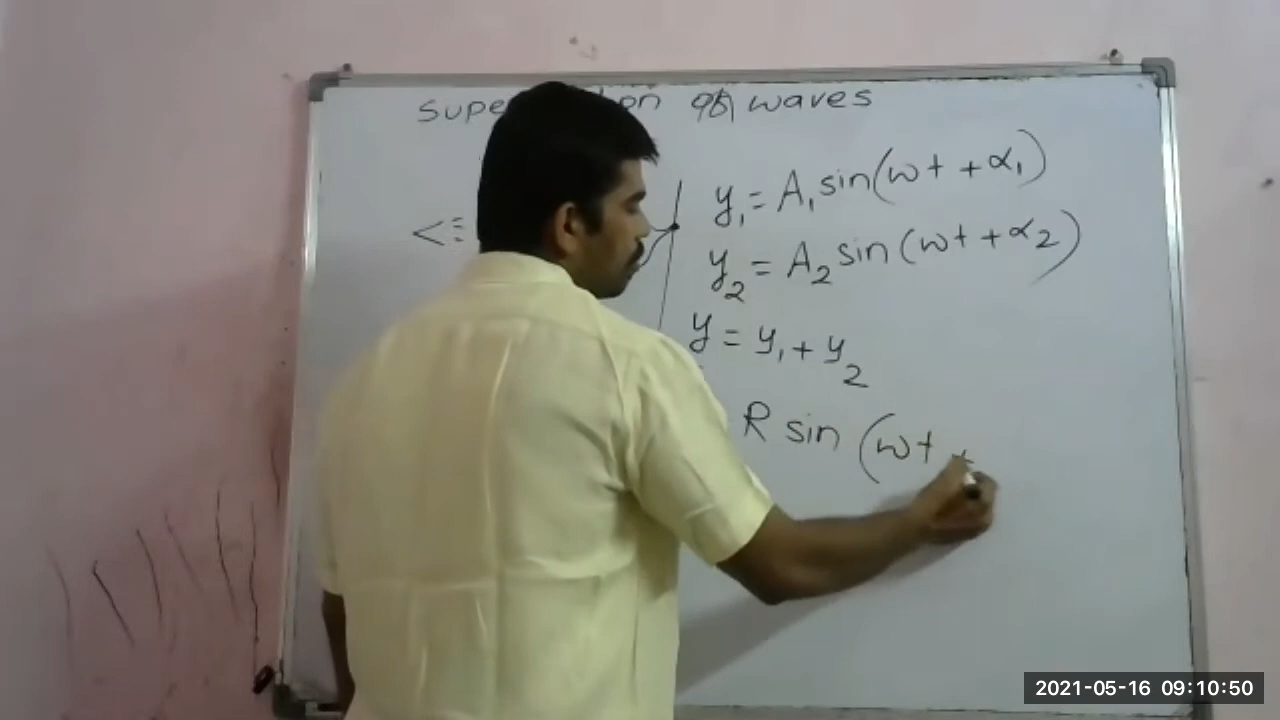 of waves
y₁ = A₁ sin(ωt + α₁)
y₂ = A₂ sin(ωt + α₂)
y = y₁ + y₂
R sin (ωt +
2021-05-16 09:10:50